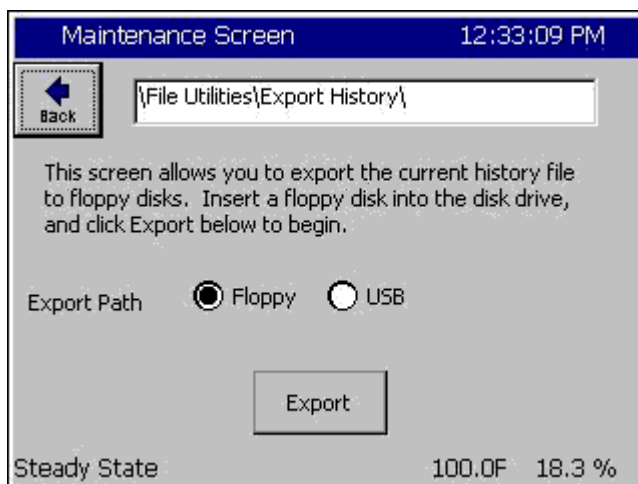 Maintenance Screen 12:33:09 PM
Back
\File Utilities\Export History\
This screen allows you to export the current history file
to floppy disks.  Insert a floppy disk into the disk drive,
and click Export below to begin.
Export Path Floppy USB
Export
Steady State 100.0F 18.3 %